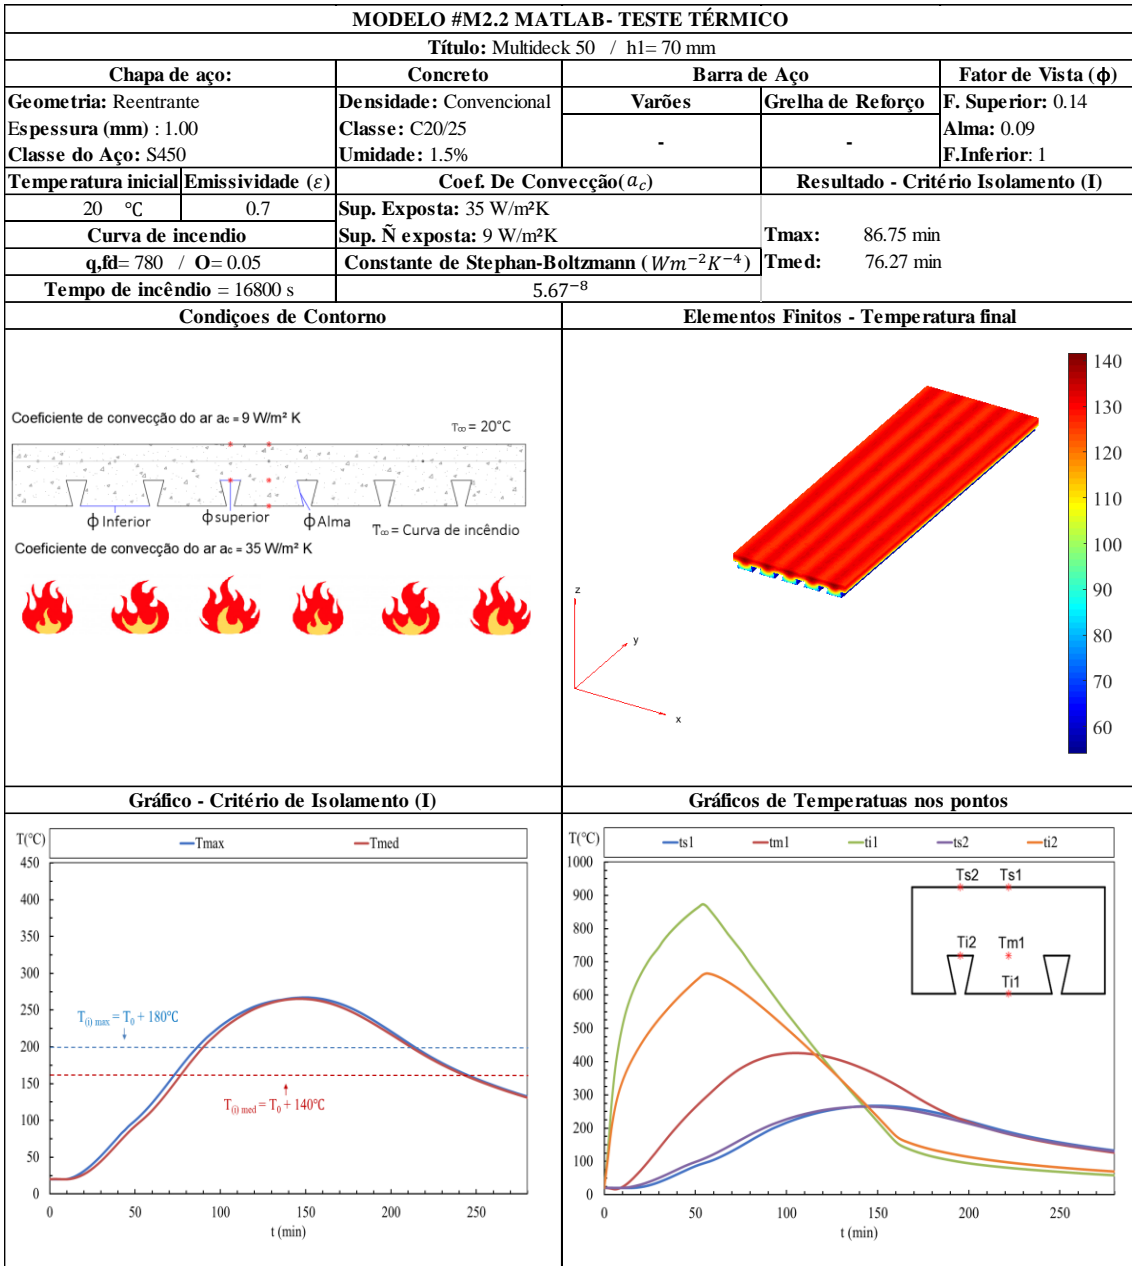 MODELO #M2.2 MATLAB- TESTE TÉRMICO
Título: Multideck 50 / h1= 70 mm
Chapa de aço:
Concreto
Barra de Aço
Fator de Vista (ϕ)
Geometria: Reentrante
Espessura (mm) : 1.00
Classe do Aço: S450
Densidade: Convencional
Classe: C20/25
Umidade: 1.5%
Varões
Grelha de Reforço
-
-
F. Superior: 0.14
Alma: 0.09
F.Inferior: 1
Temperatura inicial
Emissividade (ε)
Coef. De Convecção(a_c)
Resultado - Critério Isolamento (I)
20 °C
0.7
Sup. Exposta: 35 W/m²K
Sup. Ñ exposta: 9 W/m²K
Curva de incendio
q,fd= 780 / O= 0.05
Constante de Stephan-Boltzmann (Wm⁻²K⁻⁴)
Tempo de incêndio = 16800 s
5.67⁻⁸
Tmax: 86.75 min
Tmed: 76.27 min
Condiçoes de Contorno
Elementos Finitos - Temperatura final
Coeficiente de convecção do ar ac = 9 W/m² K
T∞ = 20°C
ϕ Inferior
ϕ superior
ϕ Alma
T∞ = Curva de incêndio
Coeficiente de convecção do ar ac = 35 W/m² K
z
y
x
140
130
120
110
100
90
80
70
60
Gráfico - Critério de Isolamento (I)
Gráficos de Temperatuas nos pontos
T(°C)
Tmax
Tmed
450
400
350
300
250
200
150
100
50
0
T(i) max = T0 + 180°C
T(i) med = T0 + 140°C
0 50 100 150 200 250
t (min)
T(°C)
ts1
tm1
ti1
ts2
ti2
1000
900
800
700
600
500
400
300
200
100
0
Ts2
Ts1
Ti2
Tm1
Ti1
0 50 100 150 200 250
t (min)